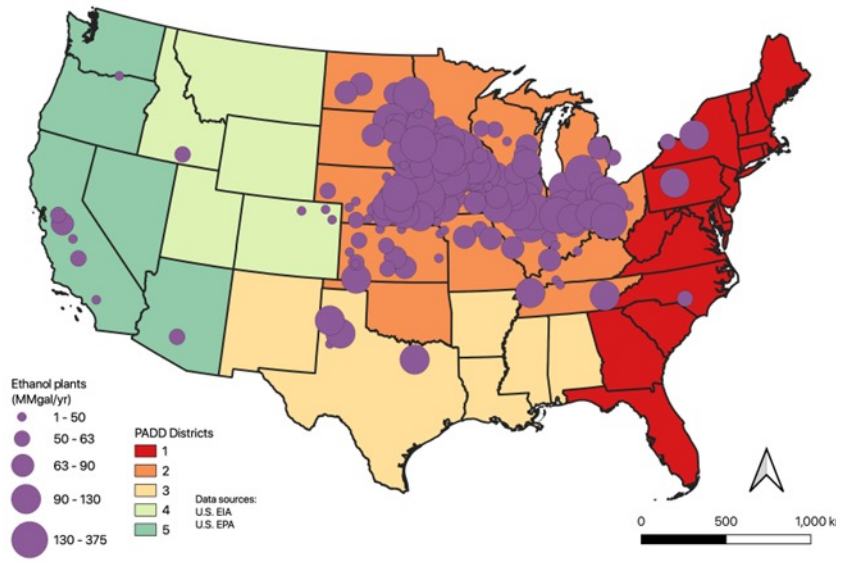 Ethanol plants
(MMgal/yr)
1 - 50
50 - 63
63 - 90
90 - 130
130 - 375
PADD Districts
1
2
3
4
5
Data sources:
U.S. EIA
U.S. EPA
0 500 1,000 k